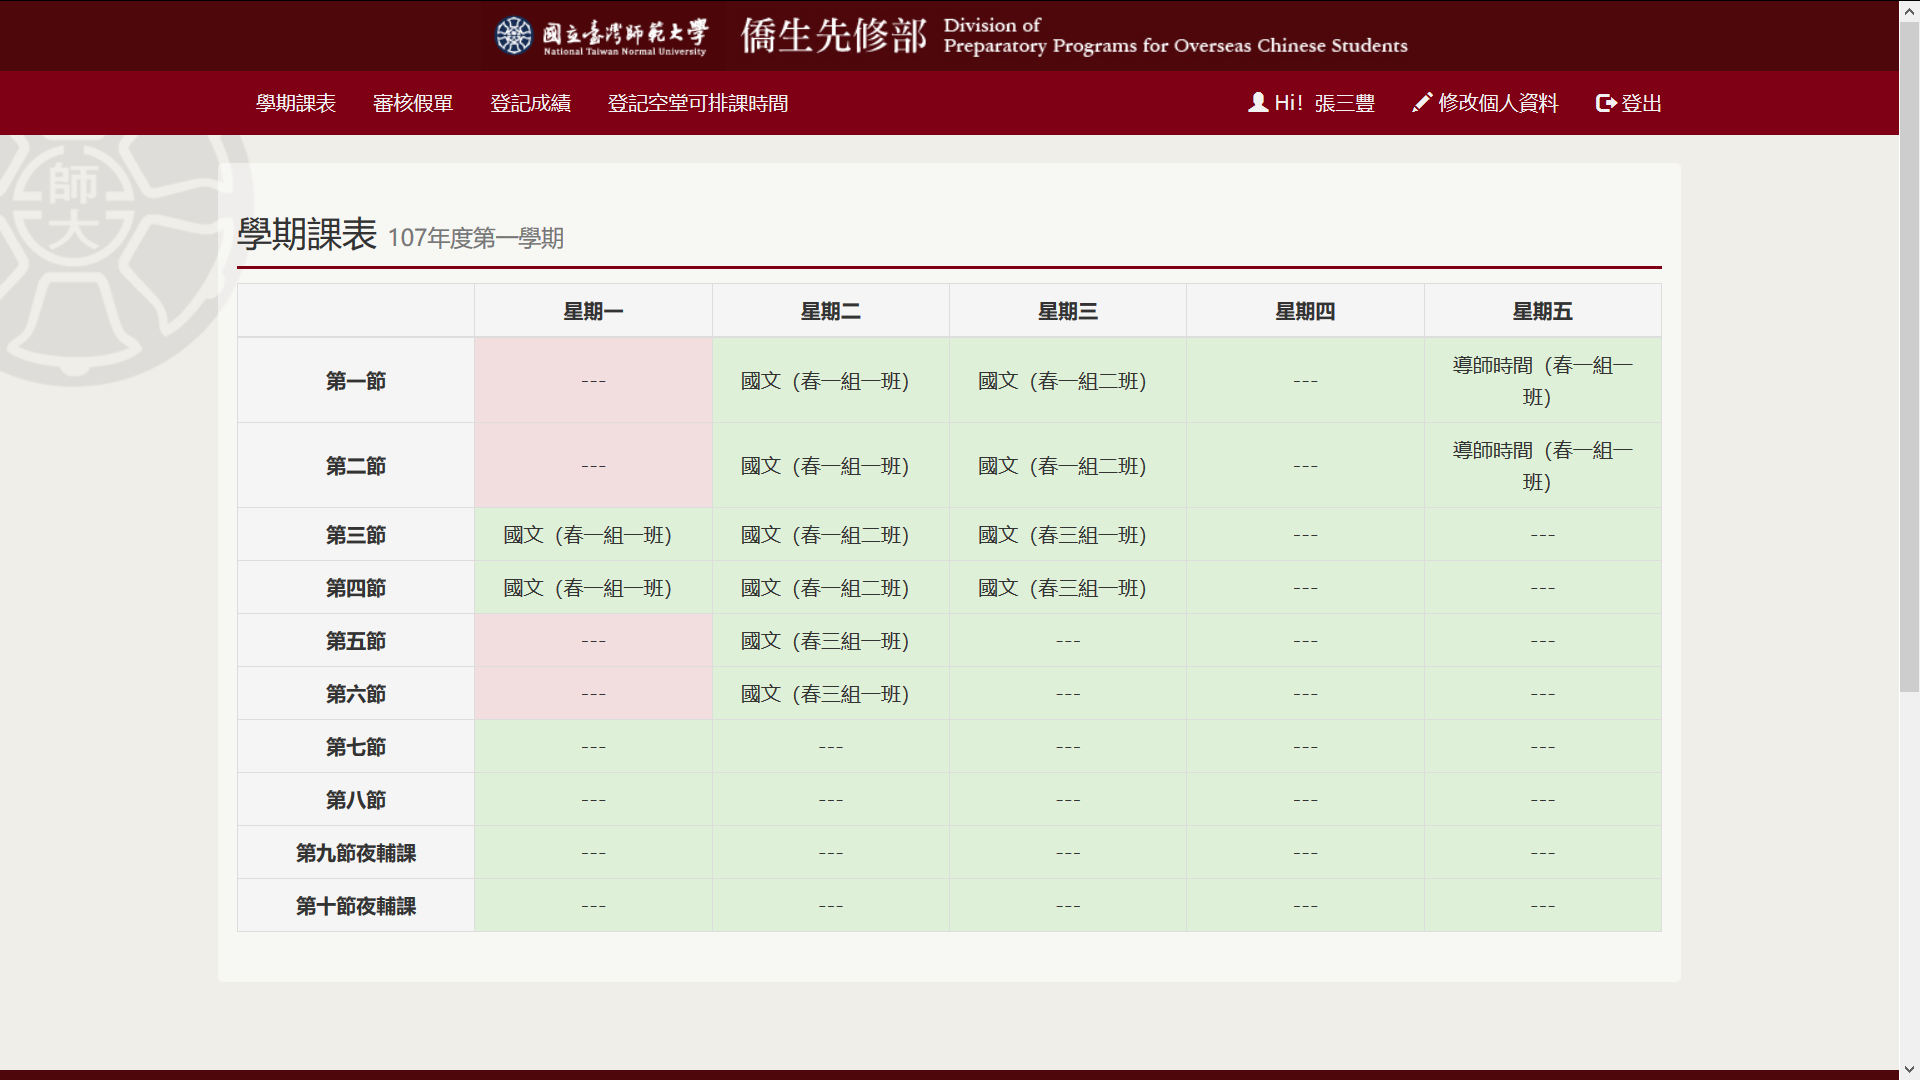 國立臺灣師範大學 National Taiwan Normal University 僑生先修部 Division of Preparatory Programs for Overseas Chinese Students
學期課表 審核假單 登記成績 登記空堂可排課時間 Hi！張三豐 修改個人資料 登出
師大
學期課表 107年度第一學期
星期一 星期二 星期三 星期四 星期五
第一節 --- 國文（春一組一班） 國文（春一組二班） --- 導師時間（春一組一班）
第二節 --- 國文（春一組一班） 國文（春一組二班） --- 導師時間（春一組一班）
第三節 國文（春一組一班） 國文（春一組二班） 國文（春三組一班） --- ---
第四節 國文（春一組一班） 國文（春一組二班） 國文（春三組一班） --- ---
第五節 --- 國文（春三組一班） --- --- ---
第六節 --- 國文（春三組一班） --- --- ---
第七節 --- --- --- --- ---
第八節 --- --- --- --- ---
第九節夜輔課 --- --- --- --- ---
第十節夜輔課 --- --- --- --- ---